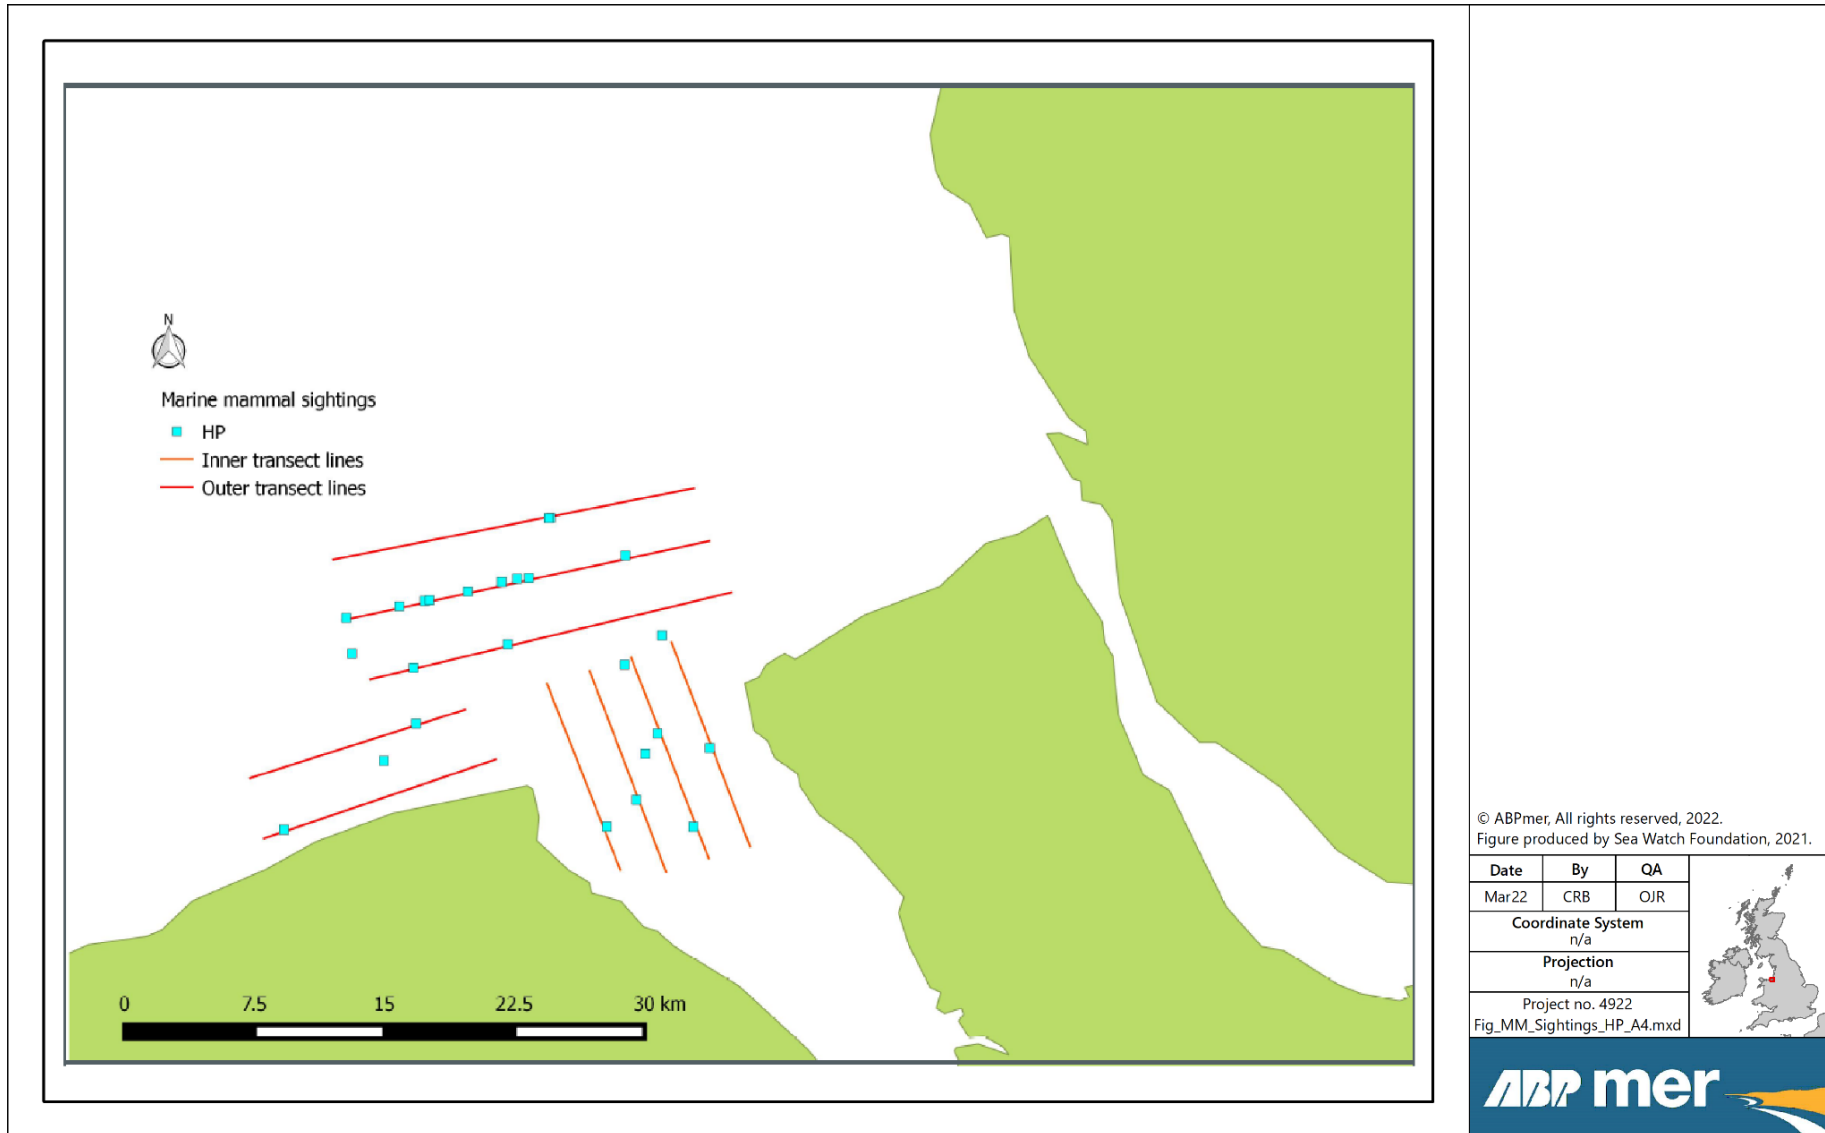 N
Marine mammal sightings
HP
Inner transect lines
Outer transect lines
0 7.5 15 22.5 30 km
© ABPmer, All rights reserved, 2022.
Figure produced by Sea Watch Foundation, 2021.
Date By QA
Mar22 CRB OJR
Coordinate System
n/a
Projection
n/a
Project no. 4922
Fig_MM_Sightings_HP_A4.mxd
ABPmer